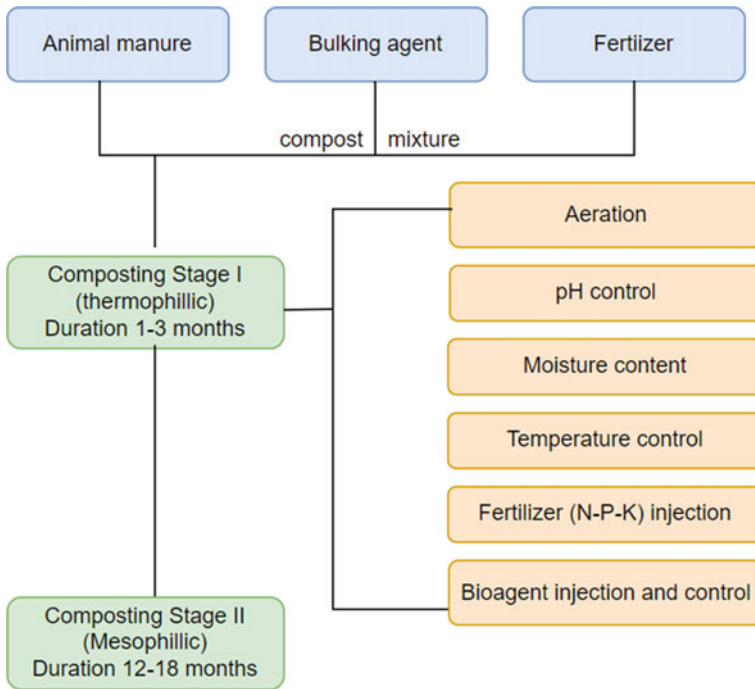 Animal manure
Bulking agent
Fertiizer
compost mixture
Composting Stage I
(thermophillic)
Duration 1-3 months
Aeration
pH control
Moisture content
Temperature control
Fertilizer (N-P-K) injection
Bioagent injection and control
Composting Stage II
(Mesophillic)
Duration 12-18 months